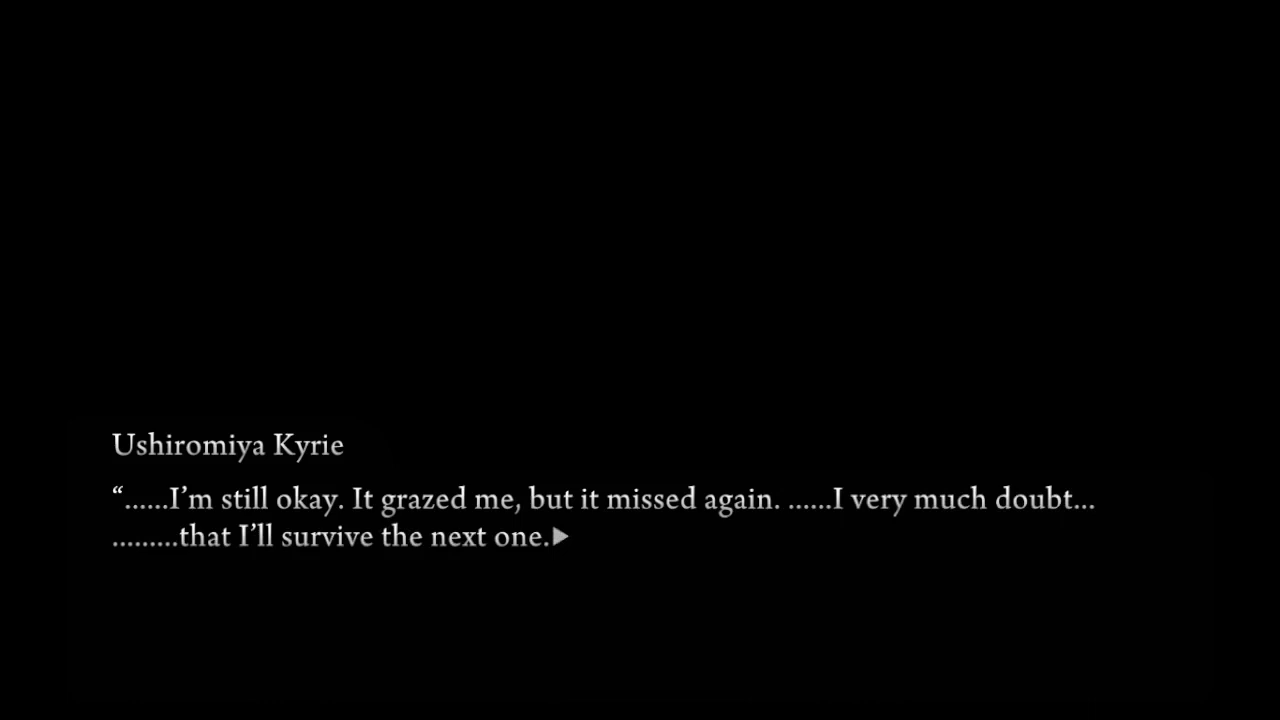 Ushiromiya Kyrie
“......I’m still okay. It grazed me, but it missed again. ......I very much doubt...
.........that I’ll survive the next one.